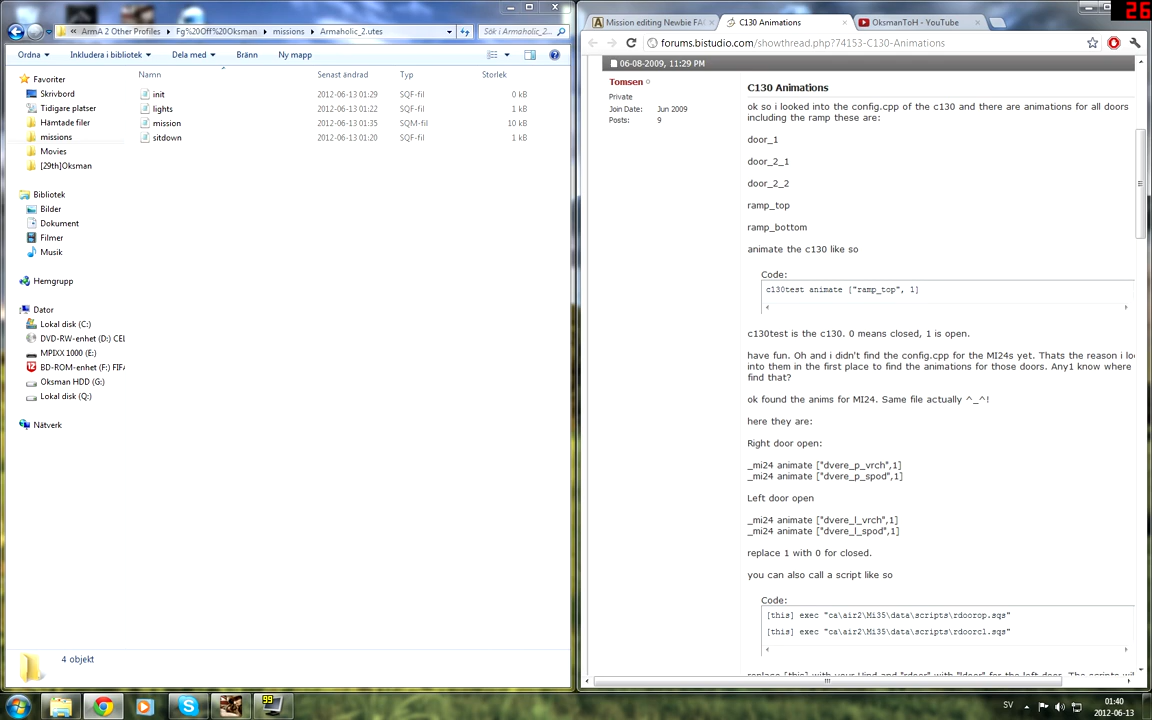 ArmA 2 Other Profiles
Fg%20Off%20Oksman
missions
Armaholic_2.utes
Sök i Armaholic_2...
Ordna
Inkludera i bibliotek
Dela med
Bränn
Ny mapp
Namn
Senast ändrad
Typ
Storlek
Favoriter
Skrivbord
Tidigare platser
Hämtade filer
missions
Movies
[29th]Oksman
Bibliotek
Bilder
Dokument
Filmer
Musik
Hemgrupp
Dator
Lokal disk (C:)
DVD-RW-enhet (D:) CEL
MPIXX 1000 (E:)
BD-ROM-enhet (F:) FIFA
Oksman HDD (G:)
Lokal disk (Q:)
Nätverk
init 2012-06-13 01:29 SQF-fil 0 kB
lights 2012-06-13 01:22 SQF-fil 1 kB
mission 2012-06-13 01:35 SQM-fil 10 kB
sitdown 2012-06-13 01:20 SQF-fil 1 kB
4 objekt
Mission editing Newbie FAC
C130 Animations
OksmanToH - YouTube
26
forums.bistudio.com/showthread.php?74153-C130-Animations
06-08-2009, 11:29 PM
Tomsen
Private
Join Date: Jun 2009
Posts: 9
C130 Animations
ok so i looked into the config.cpp of the c130 and there are animations for all doors
including the ramp these are:
door_1
door_2_1
door_2_2
ramp_top
ramp_bottom
animate the c130 like so
Code:
c130test animate ["ramp_top", 1]
c130test is the c130. 0 means closed, 1 is open.
have fun. Oh and i didn't find the config.cpp for the MI24s yet. Thats the reason i lo
into them in the first place to find the animations for those doors. Any1 know where
find that?
ok found the anims for MI24. Same file actually ^_^!
here they are:
Right door open:
_mi24 animate ["dvere_p_vrch",1]
_mi24 animate ["dvere_p_spod",1]
Left door open
_mi24 animate ["dvere_l_vrch",1]
_mi24 animate ["dvere_l_spod",1]
replace 1 with 0 for closed.
you can also call a script like so
Code:
[this] exec "ca\air2\Mi35\data\scripts\rdoorop.sqs"
[this] exec "ca\air2\Mi35\data\scripts\rdoorcl.sqs"
99
SV
01:40
2012-06-13